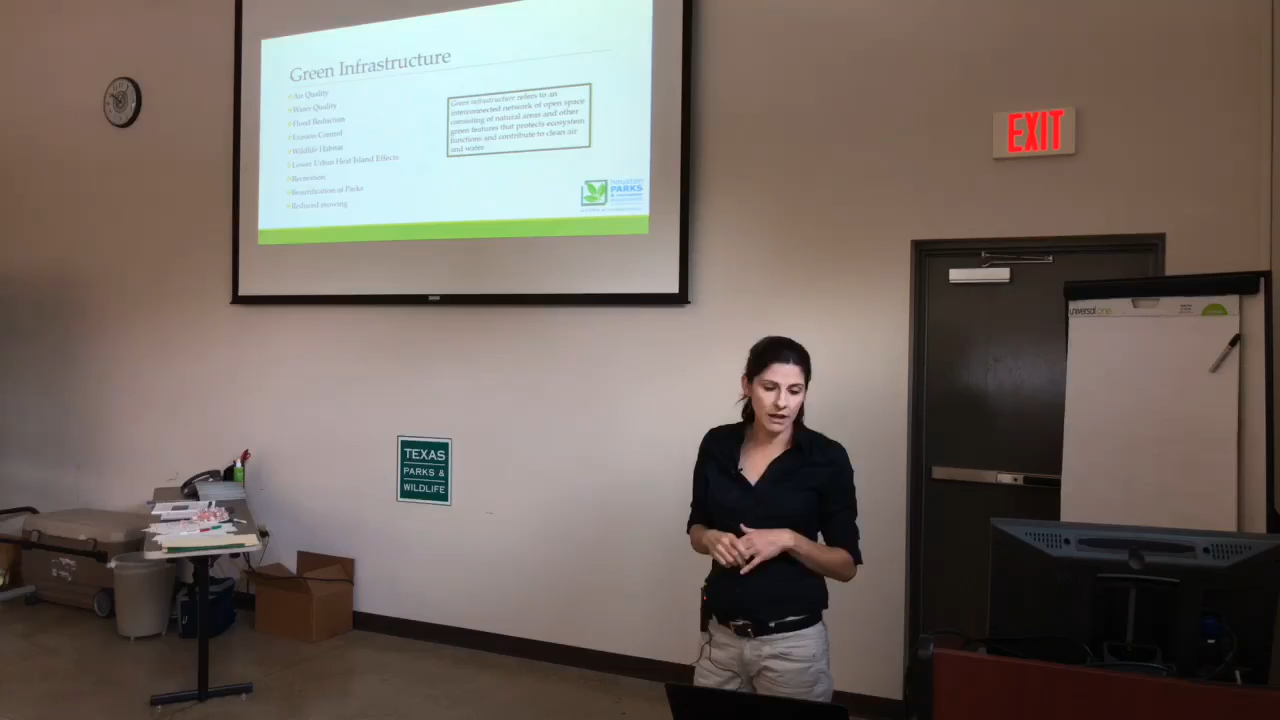 Green Infrastructure
Air Quality
Water Quality
Flood Reduction
Erosion Control
Wildlife Habitat
Lower Urban Heat Island Effects
Recreation
Beautification of Parks
Reduced mowing
Green infrastructure refers to an
interconnected network of open space
consisting of natural areas and other
green features that protects ecosystem
functions and contribute to clean air
and water
houston
PARKS
EXIT
universal one
TEXAS
PARKS &
WILDLIFE